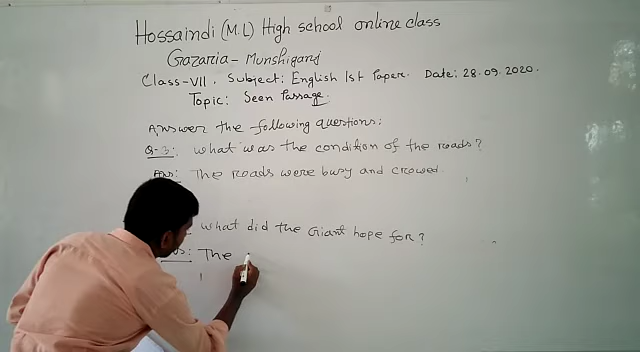 Hossaindi (M.L) High school online class
Gazaria - Munshiganj
Class-VII. Subject: English 1st Paper. Date: 28.09.2020.
Topic: Seen Passage
Answer the following questions:
Q-3: What was the condition of the roads?
Ans: The roads were busy and crowed.
What did the Giant hope for?
The